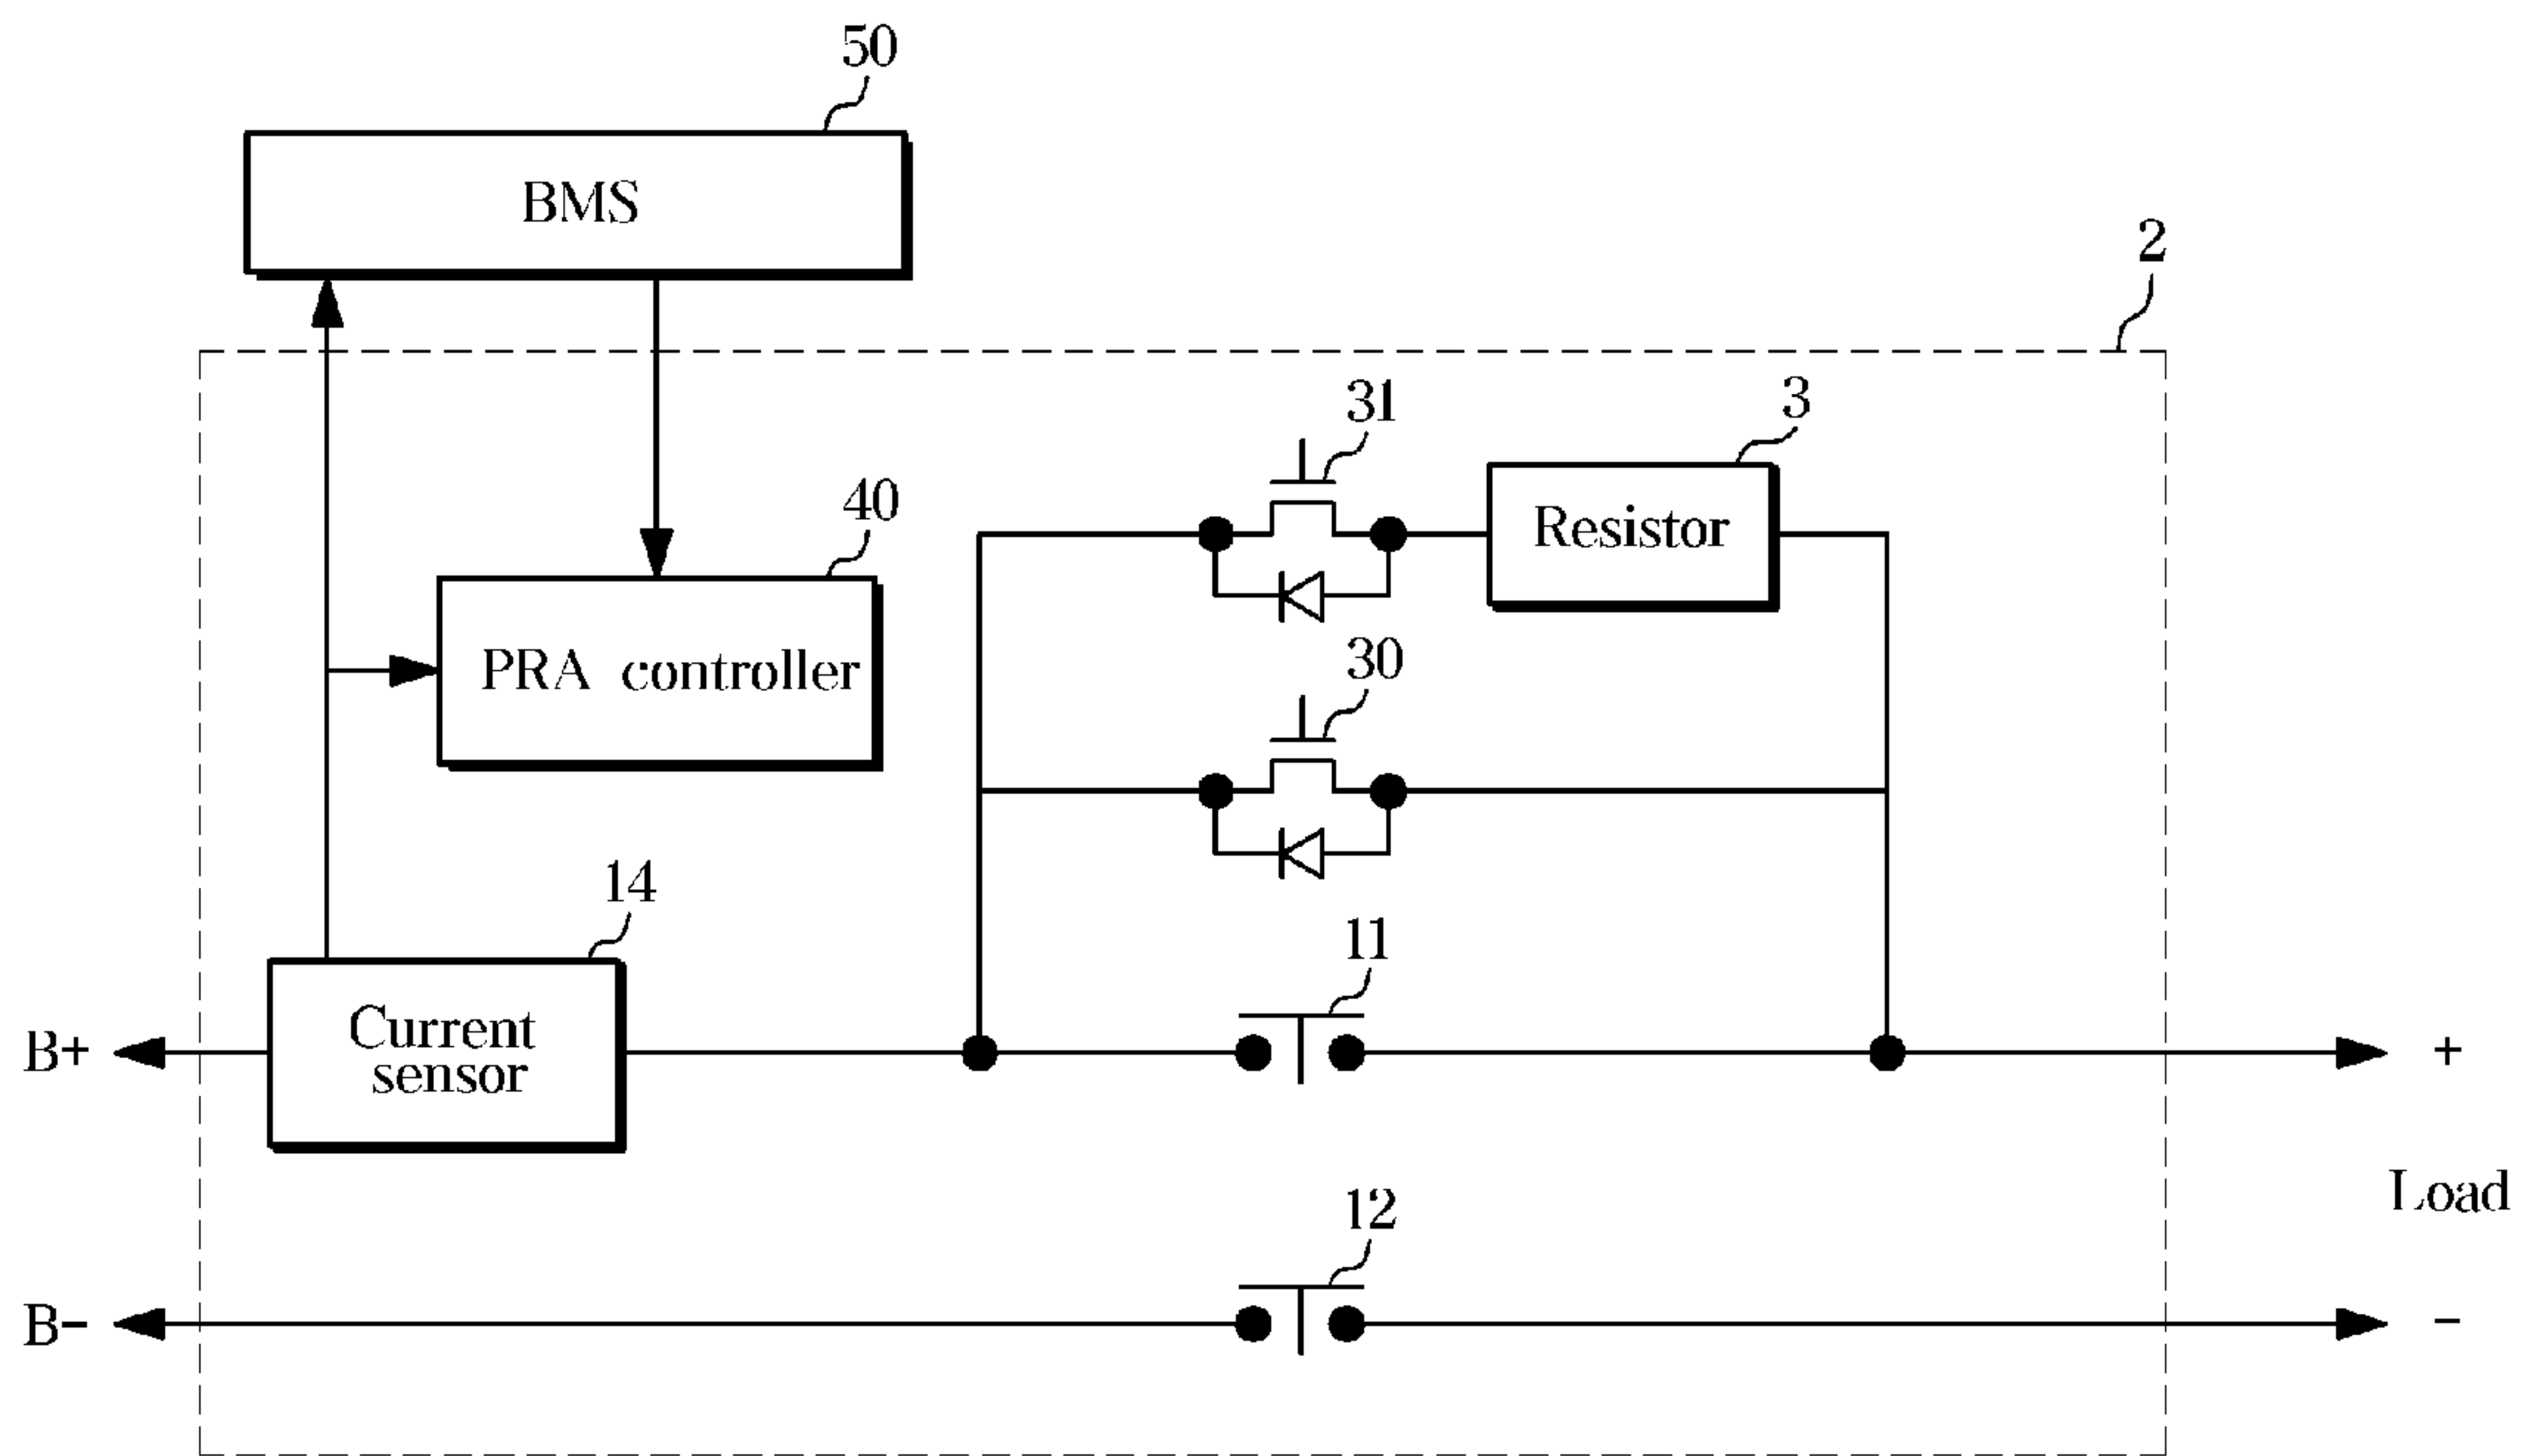 50
BMS
2
31
3
40
Resistor
PRA controller
30
14
11
Current
sensor
B+
+
Load
12
B-
-